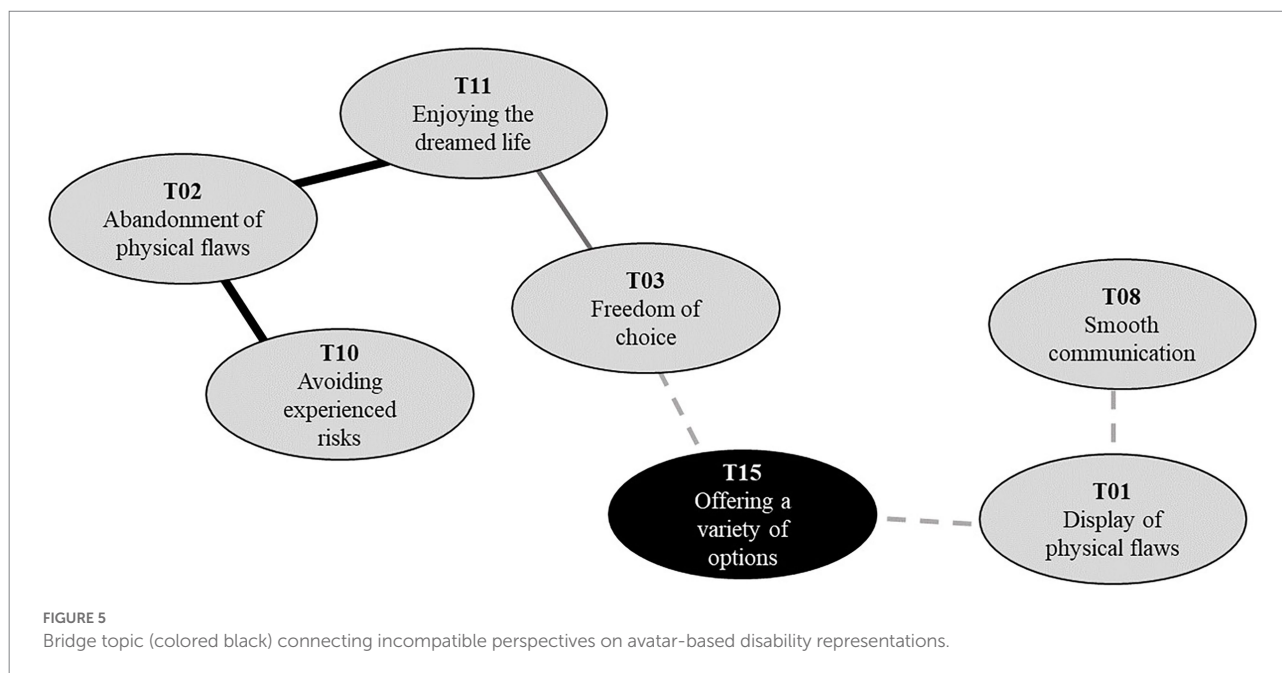 T11
Enjoying the
dreamed life
T02
Abandonment of
physical flaws
T03
Freedom of
choice
T08
Smooth
communication
T10
Avoiding
experienced
risks
T15
Offering a
variety of
options
T01
Display of
physical flaws
FIGURE 5
Bridge topic (colored black) connecting incompatible perspectives on avatar-based disability representations.